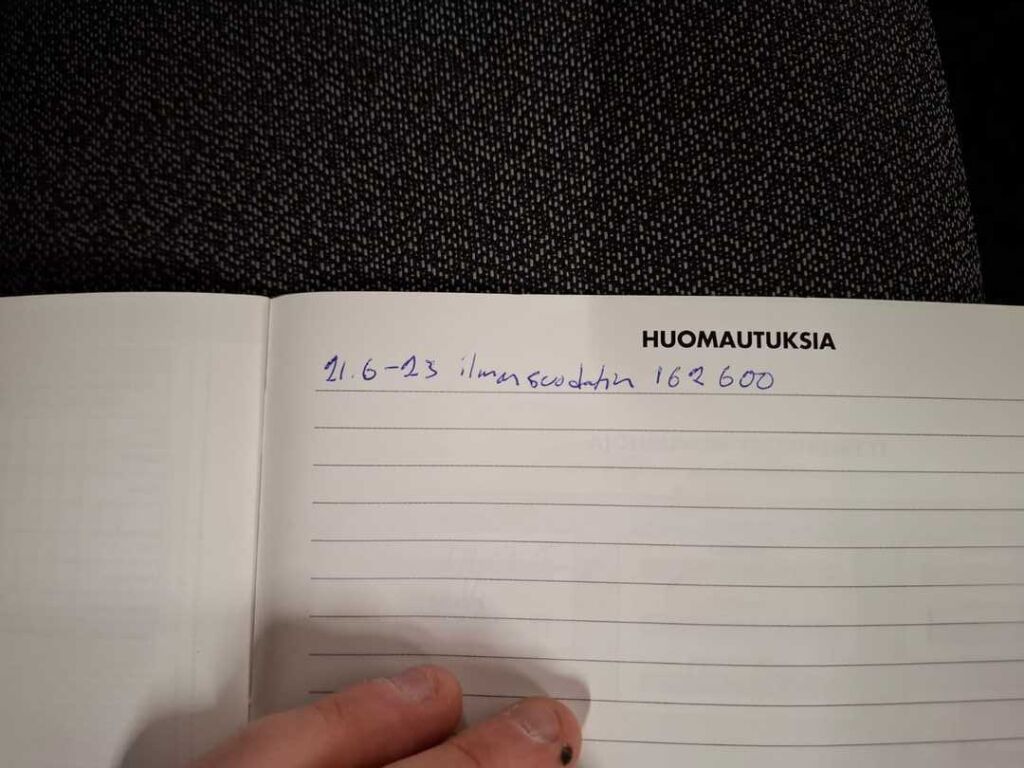 HUOMAUTUKSIA
21.6-23 ilmansuodatin 162 600